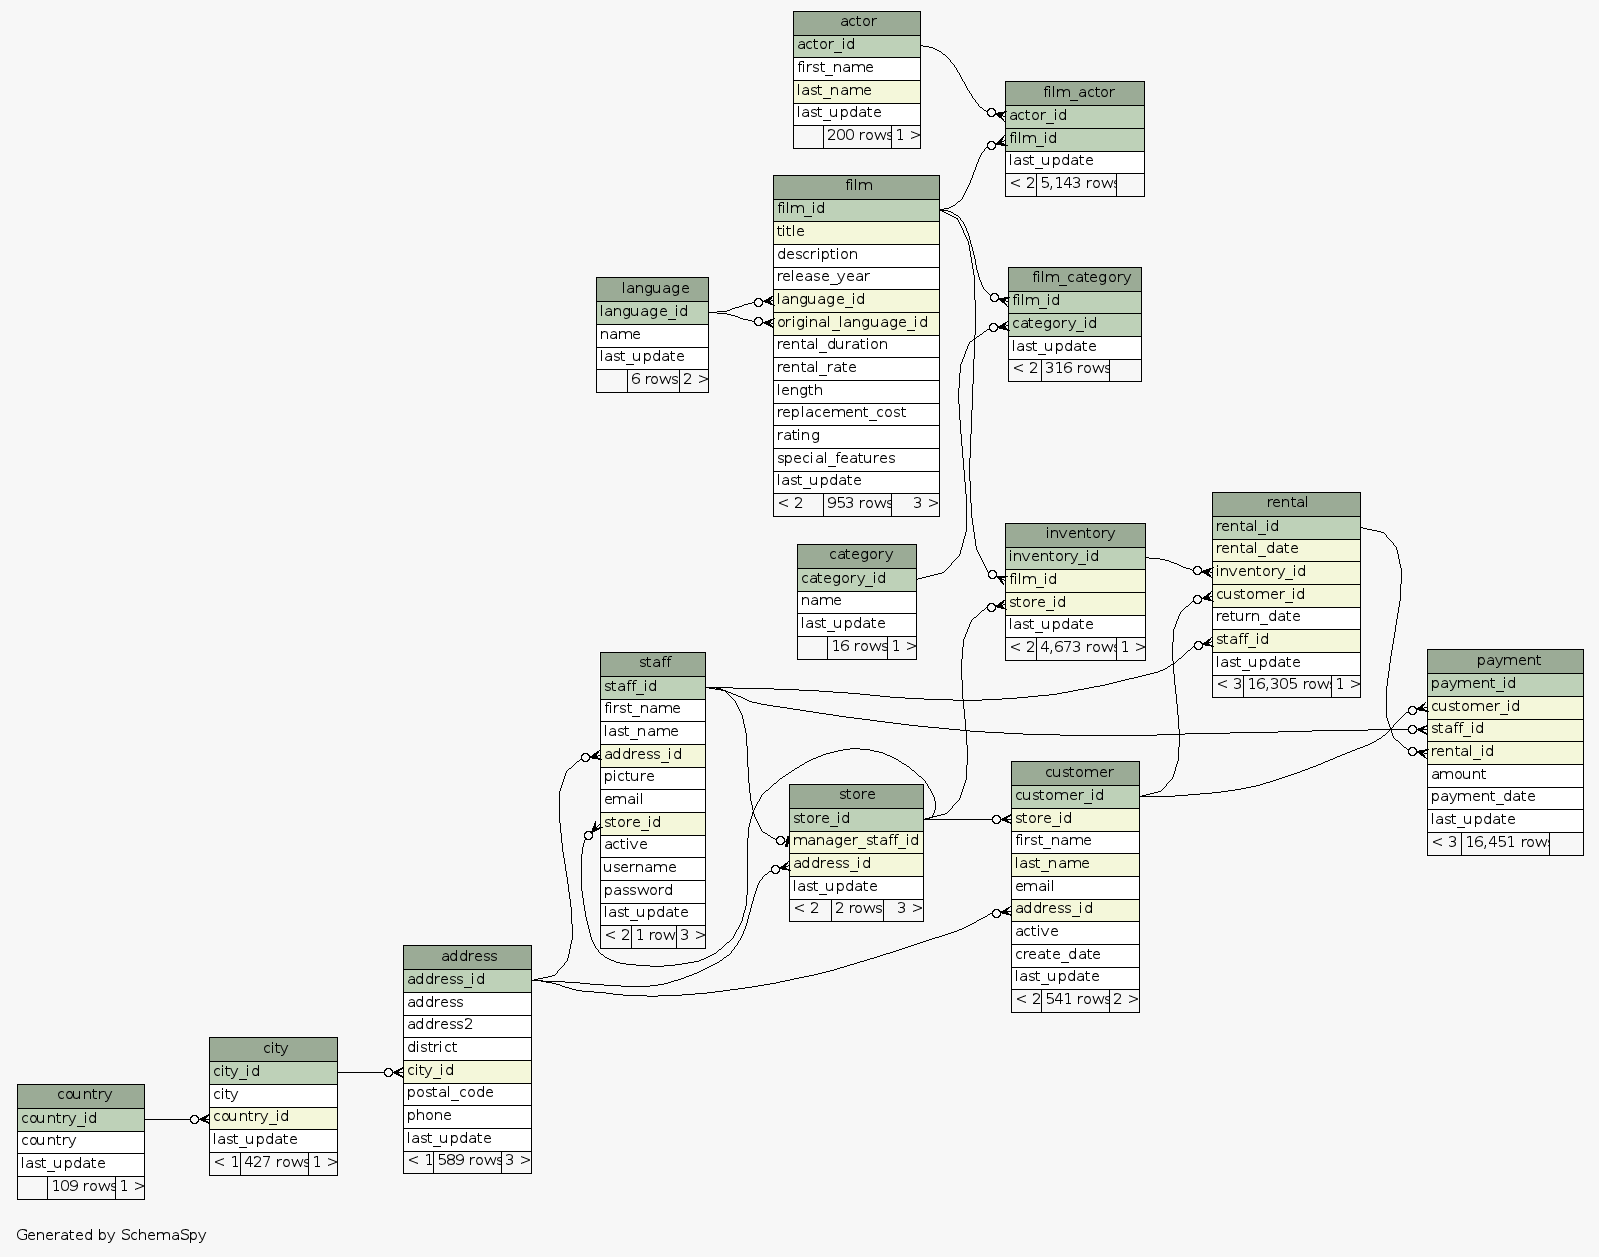 actor
actor_id
first_name
last_name
last_update
200 rows 1 >
film_actor
actor_id
film_id
last_update
< 2 5,143 rows
film
film_id
title
description
release_year
language_id
original_language_id
rental_duration
rental_rate
length
replacement_cost
rating
special_features
last_update
< 2 953 rows 3 >
language
language_id
name
last_update
6 rows 2 >
film_category
film_id
category_id
last_update
< 2 316 rows
category
category_id
name
last_update
16 rows 1 >
inventory
inventory_id
film_id
store_id
last_update
< 2 4,673 rows 1 >
rental
rental_id
rental_date
inventory_id
customer_id
return_date
staff_id
last_update
< 3 16,305 rows 1 >
payment
payment_id
customer_id
staff_id
rental_id
amount
payment_date
last_update
< 3 16,451 rows
staff
staff_id
first_name
last_name
address_id
picture
email
store_id
active
username
password
last_update
< 2 1 row 3 >
store
store_id
manager_staff_id
address_id
last_update
< 2 2 rows 3 >
customer
customer_id
store_id
first_name
last_name
email
address_id
active
create_date
last_update
< 2 541 rows 2 >
address
address_id
address
address2
district
city_id
postal_code
phone
last_update
< 1 589 rows 3 >
city
city_id
city
country_id
last_update
< 1 427 rows 1 >
country
country_id
country
last_update
109 rows 1 >
Generated by SchemaSpy